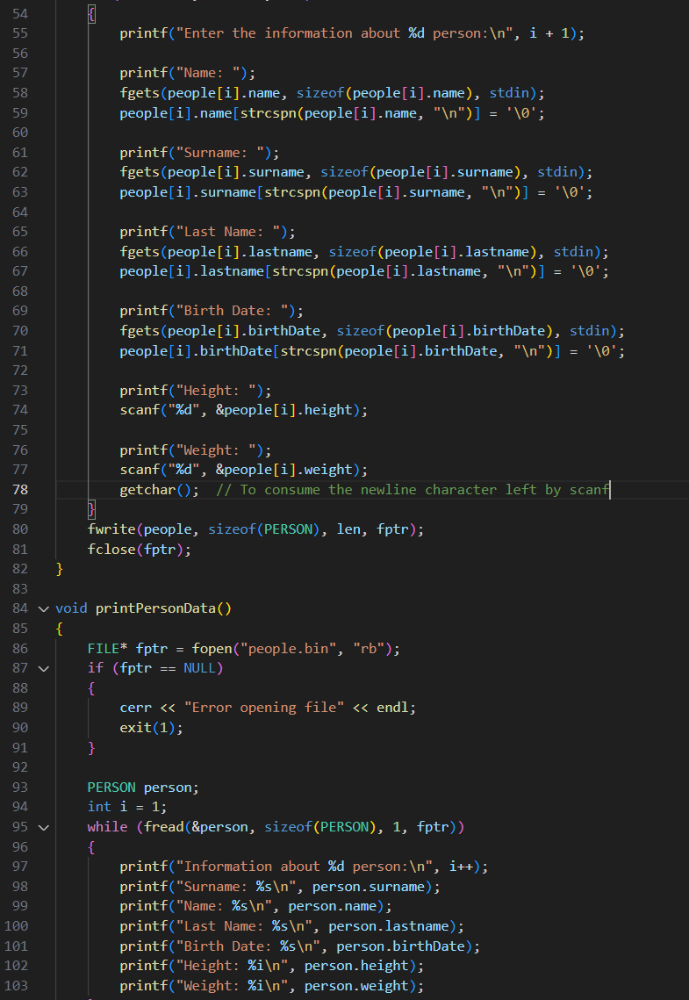 54 {
55 printf("Enter the information about %d person:\n", i + 1);
56
57 printf("Name: ");
58 fgets(people[i].name, sizeof(people[i].name), stdin);
59 people[i].name[strcspn(people[i].name, "\n")] = '\0';
60
61 printf("Surname: ");
62 fgets(people[i].surname, sizeof(people[i].surname), stdin);
63 people[i].surname[strcspn(people[i].surname, "\n")] = '\0';
64
65 printf("Last Name: ");
66 fgets(people[i].lastname, sizeof(people[i].lastname), stdin);
67 people[i].lastname[strcspn(people[i].lastname, "\n")] = '\0';
68
69 printf("Birth Date: ");
70 fgets(people[i].birthDate, sizeof(people[i].birthDate), stdin);
71 people[i].birthDate[strcspn(people[i].birthDate, "\n")] = '\0';
72
73 printf("Height: ");
74 scanf("%d", &people[i].height);
75
76 printf("Weight: ");
77 scanf("%d", &people[i].weight);
78 getchar();  // To consume the newline character left by scanf
79 }
80 fwrite(people, sizeof(PERSON), len, fptr);
81 fclose(fptr);
82 }
83
84 void printPersonData()
85 {
86 FILE* fptr = fopen("people.bin", "rb");
87 if (fptr == NULL)
88 {
89 cerr << "Error opening file" << endl;
90 exit(1);
91 }
92
93 PERSON person;
94 int i = 1;
95 while (fread(&person, sizeof(PERSON), 1, fptr))
96 {
97 printf("Information about %d person:\n", i++);
98 printf("Surname: %s\n", person.surname);
99 printf("Name: %s\n", person.name);
100 printf("Last Name: %s\n", person.lastname);
101 printf("Birth Date: %s\n", person.birthDate);
102 printf("Height: %i\n", person.height);
103 printf("Weight: %i\n", person.weight);